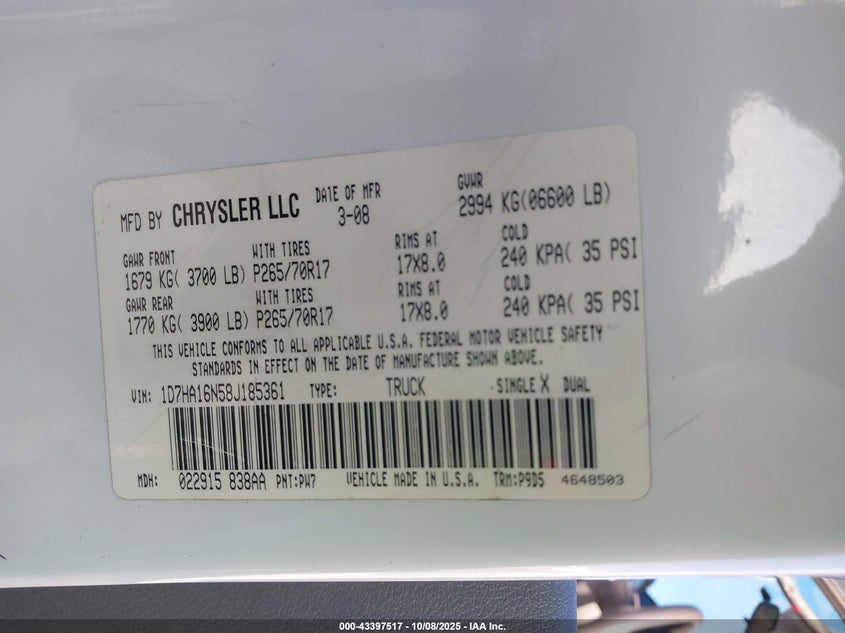 MFD BY CHRYSLER LLC DATE OF MFR 3-08 GVWR 2994 KG(06600 LB)
GAWR FRONT WITH TIRES RIMS AT COLD
1679 KG( 3700 LB) P265/70R17 17X8.0 240 KPA( 35 PSI
GAWR REAR WITH TIRES RIMS AT COLD
1770 KG( 3900 LB) P265/70R17 17X8.0 240 KPA( 35 PSI
THIS VEHICLE CONFORMS TO ALL APPLICABLE U.S.A. FEDERAL MOTOR VEHICLE SAFETY
STANDARDS IN EFFECT ON THE DATE OF MANUFACTURE SHOWN ABOVE.
VIN: 1D7HA16N58J185361 TYPE: TRUCK SINGLE X DUAL
MDH: 022915 838AA PNT:PW7 VEHICLE MADE IN U.S.A. TRM:P9D5 4648503
000-43397517 - 10/08/2025 - IAA Inc.